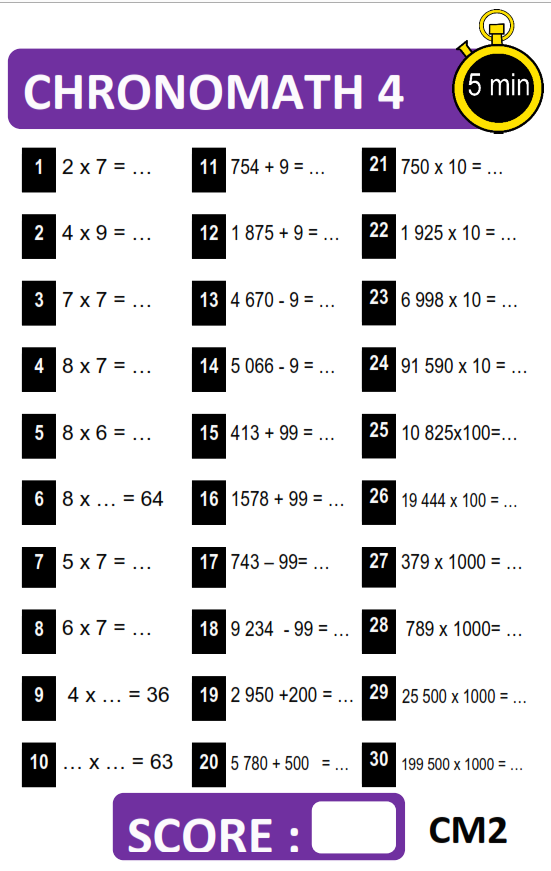 CHRONOMATH 4
5 min
1 2 x 7 = …
2 4 x 9 = …
3 7 x 7 = …
4 8 x 7 = …
5 8 x 6 = …
6 8 x … = 64
7 5 x 7 = …
8 6 x 7 = …
9 4 x … = 36
10 … x … = 63
11 754 + 9 = …
12 1 875 + 9 = …
13 4 670 - 9 = …
14 5 066 - 9 = …
15 413 + 99 = …
16 1578 + 99 = …
17 743 – 99= …
18 9 234 - 99 = …
19 2 950 +200 = …
20 5 780 + 500 = …
21 750 x 10 = …
22 1 925 x 10 = …
23 6 998 x 10 = …
24 91 590 x 10 = …
25 10 825x100=…
26 19 444 x 100 = …
27 379 x 1000 = …
28 789 x 1000= …
29 25 500 x 1000 = …
30 199 500 x 1000 = …
SCORE :
CM2